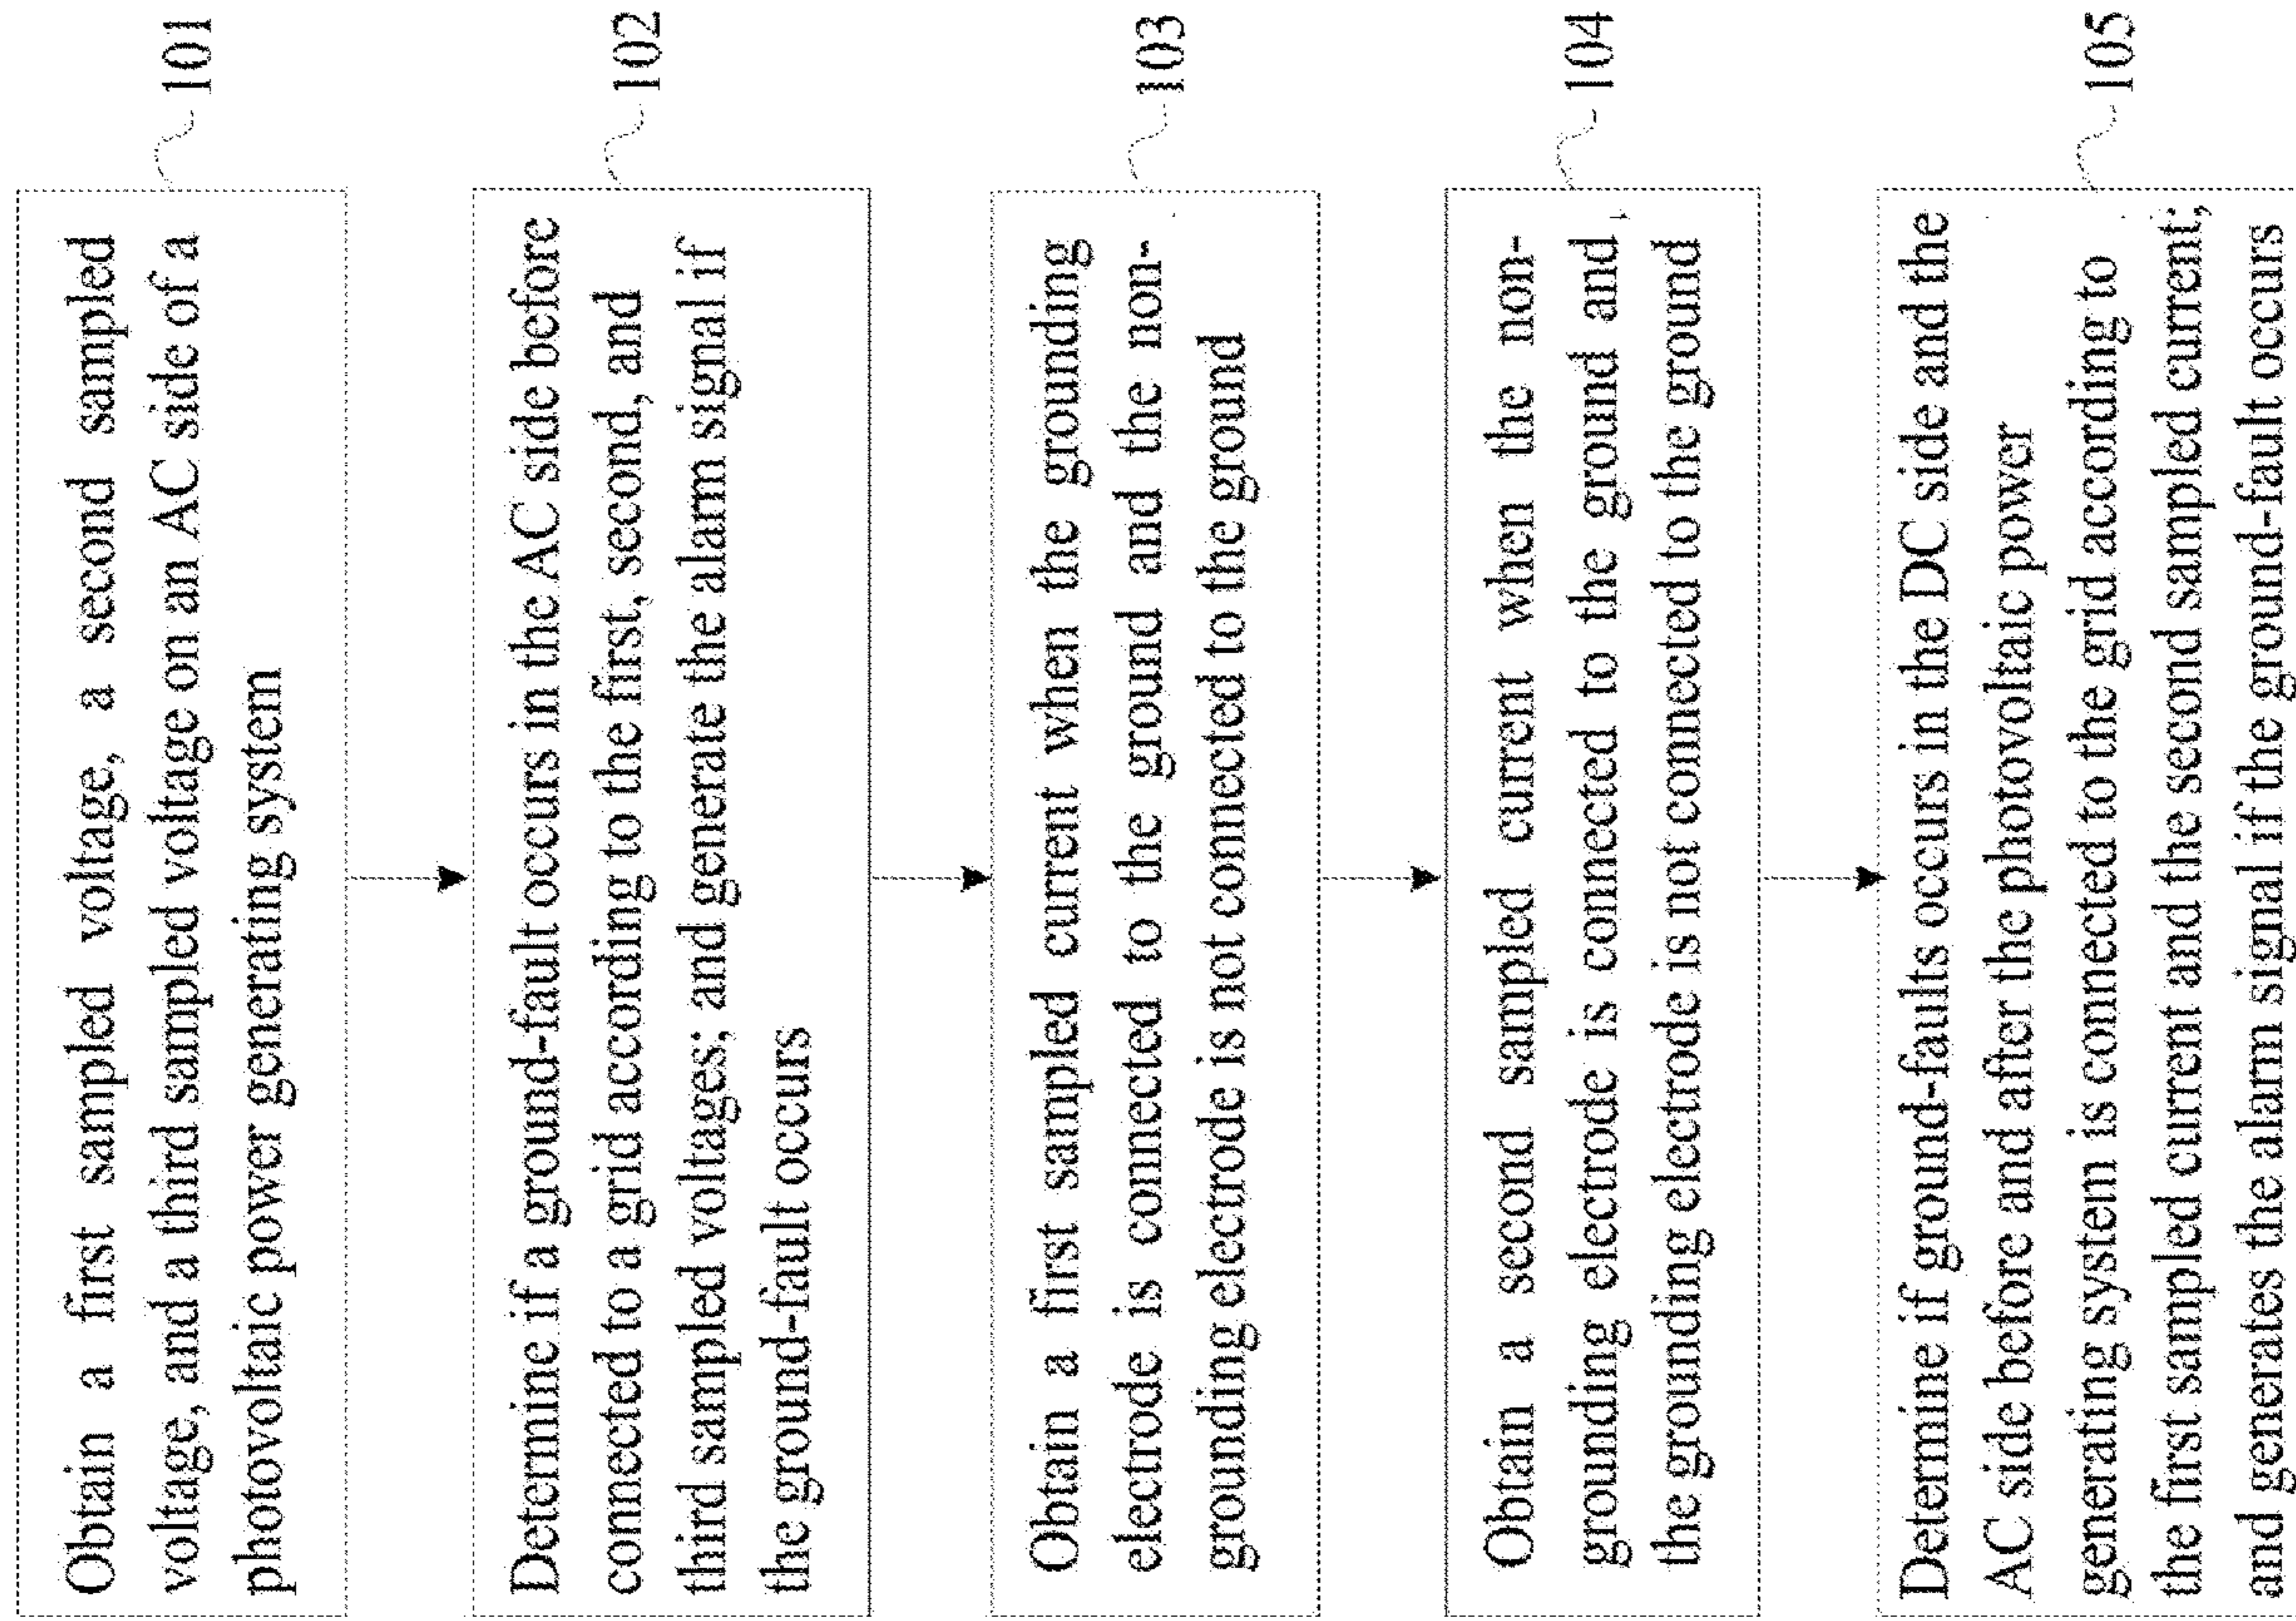 Obtain a first sampled voltage, a second sampled
voltage, and a third sampled voltage on an AC side of a
photovoltaic power generating system
101
Determine if a ground-fault occurs in the AC side before
connected to a grid according to the first, second, and
third sampled voltages; and generate the alarm signal if
the ground-fault occurs
102
Obtain a first sampled current when the grounding
electrode is connected to the ground and the non-
grounding electrode is not connected to the ground
103
Obtain a second sampled current when the non-
grounding electrode is connected to the ground and
the grounding electrode is not connected to the ground
104
Determine if ground-faults occurs in the DC side and the
AC side before and after the photovoltaic power
generating system is connected to the grid according to
the first sampled current and the second sampled current;
and generates the alarm signal if the ground-fault occurs
105